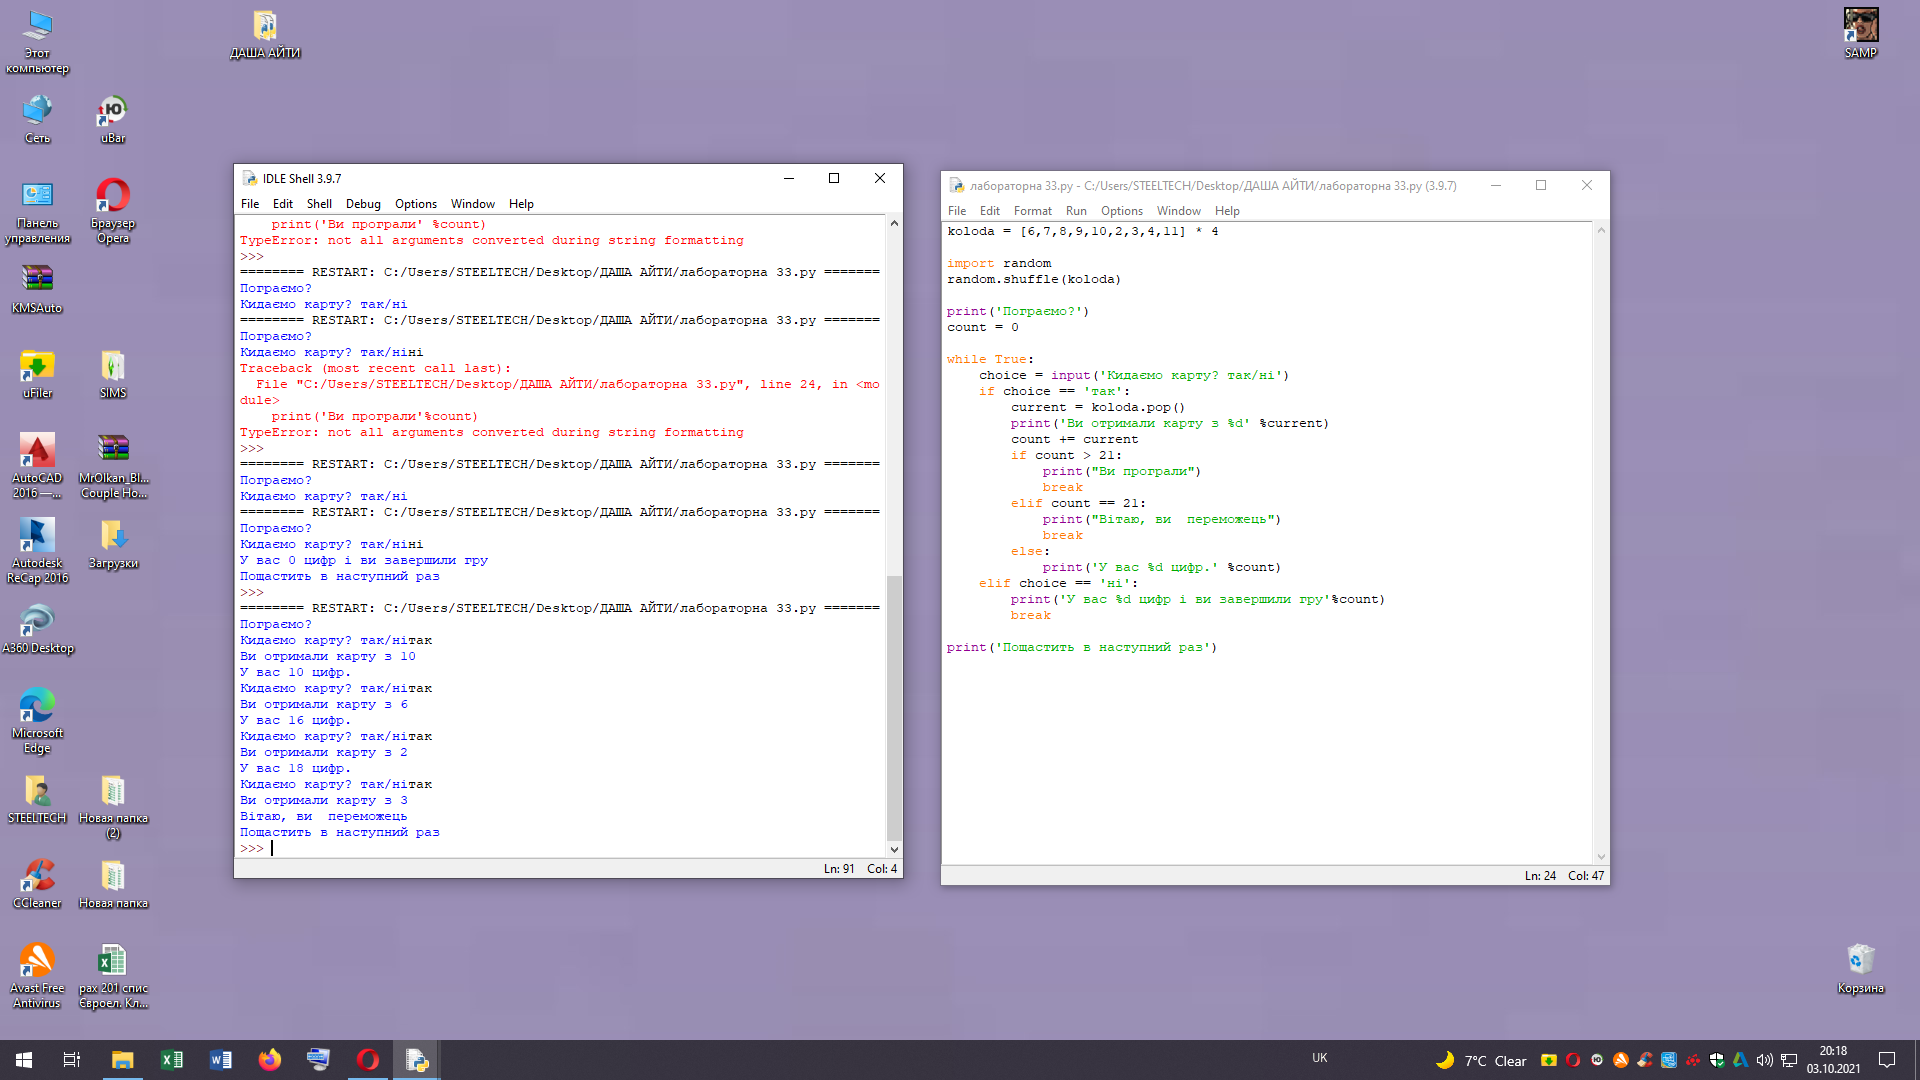 Этот
компьютер
ДАША АЙТИ
SAMP
Сеть
uBar
Панель
управления
Браузер
Opera
KMSAuto
uFiler
SIMS
AutoCAD
2016 —...
MrOlkan_Bl...
Couple Ho...
Autodesk
ReCap 2016
Загрузки
A360 Desktop
Microsoft
Edge
STEELTECH
Новая папка
(2)
CCleaner
Новая папка
Avast Free
Antivirus
рах 201 спис
Євроел. Кл...
Корзина
IDLE Shell 3.9.7
File Edit Shell Debug Options Window Help
print('Ви програли' %count)
TypeError: not all arguments converted during string formatting
>>>
======== RESTART: C:/Users/STEELTECH/Desktop/ДАША АЙТИ/лабораторна 33.py =======
Пограємо?
Кидаємо карту? так/ні
======== RESTART: C:/Users/STEELTECH/Desktop/ДАША АЙТИ/лабораторна 33.py =======
Пограємо?
Кидаємо карту? так/ніні
Traceback (most recent call last):
File "C:/Users/STEELTECH/Desktop/ДАША АЙТИ/лабораторна 33.py", line 24, in <mo
dule>
print('Ви програли'%count)
TypeError: not all arguments converted during string formatting
>>>
======== RESTART: C:/Users/STEELTECH/Desktop/ДАША АЙТИ/лабораторна 33.py =======
Пограємо?
Кидаємо карту? так/ні
======== RESTART: C:/Users/STEELTECH/Desktop/ДАША АЙТИ/лабораторна 33.py =======
Пограємо?
Кидаємо карту? так/ніні
У вас 0 цифр і ви завершили гру
Пощастить в наступний раз
>>>
======== RESTART: C:/Users/STEELTECH/Desktop/ДАША АЙТИ/лабораторна 33.py =======
Пограємо?
Кидаємо карту? так/нітак
Ви отримали карту з 10
У вас 10 цифр.
Кидаємо карту? так/нітак
Ви отримали карту з 6
У вас 16 цифр.
Кидаємо карту? так/нітак
Ви отримали карту з 2
У вас 18 цифр.
Кидаємо карту? так/нітак
Ви отримали карту з 3
Вітаю, ви  переможець
Пощастить в наступний раз
>>>
Ln: 91 Col: 4
лабораторна 33.py - C:/Users/STEELTECH/Desktop/ДАША АЙТИ/лабораторна 33.py (3.9.7)
File Edit Format Run Options Window Help
koloda = [6,7,8,9,10,2,3,4,11] * 4
import random
random.shuffle(koloda)
print('Пограємо?')
count = 0
while True:
choice = input('Кидаємо карту? так/ні')
if choice == 'так':
current = koloda.pop()
print('Ви отримали карту з %d' %current)
count += current
if count > 21:
print("Ви програли")
break
elif count == 21:
print("Вітаю, ви  переможець")
break
else:
print('У вас %d цифр.' %count)
elif choice == 'ні':
print('У вас %d цифр і ви завершили гру'%count)
break
print('Пощастить в наступний раз')
Ln: 24 Col: 47
UK
7°C Clear
20:18
03.10.2021